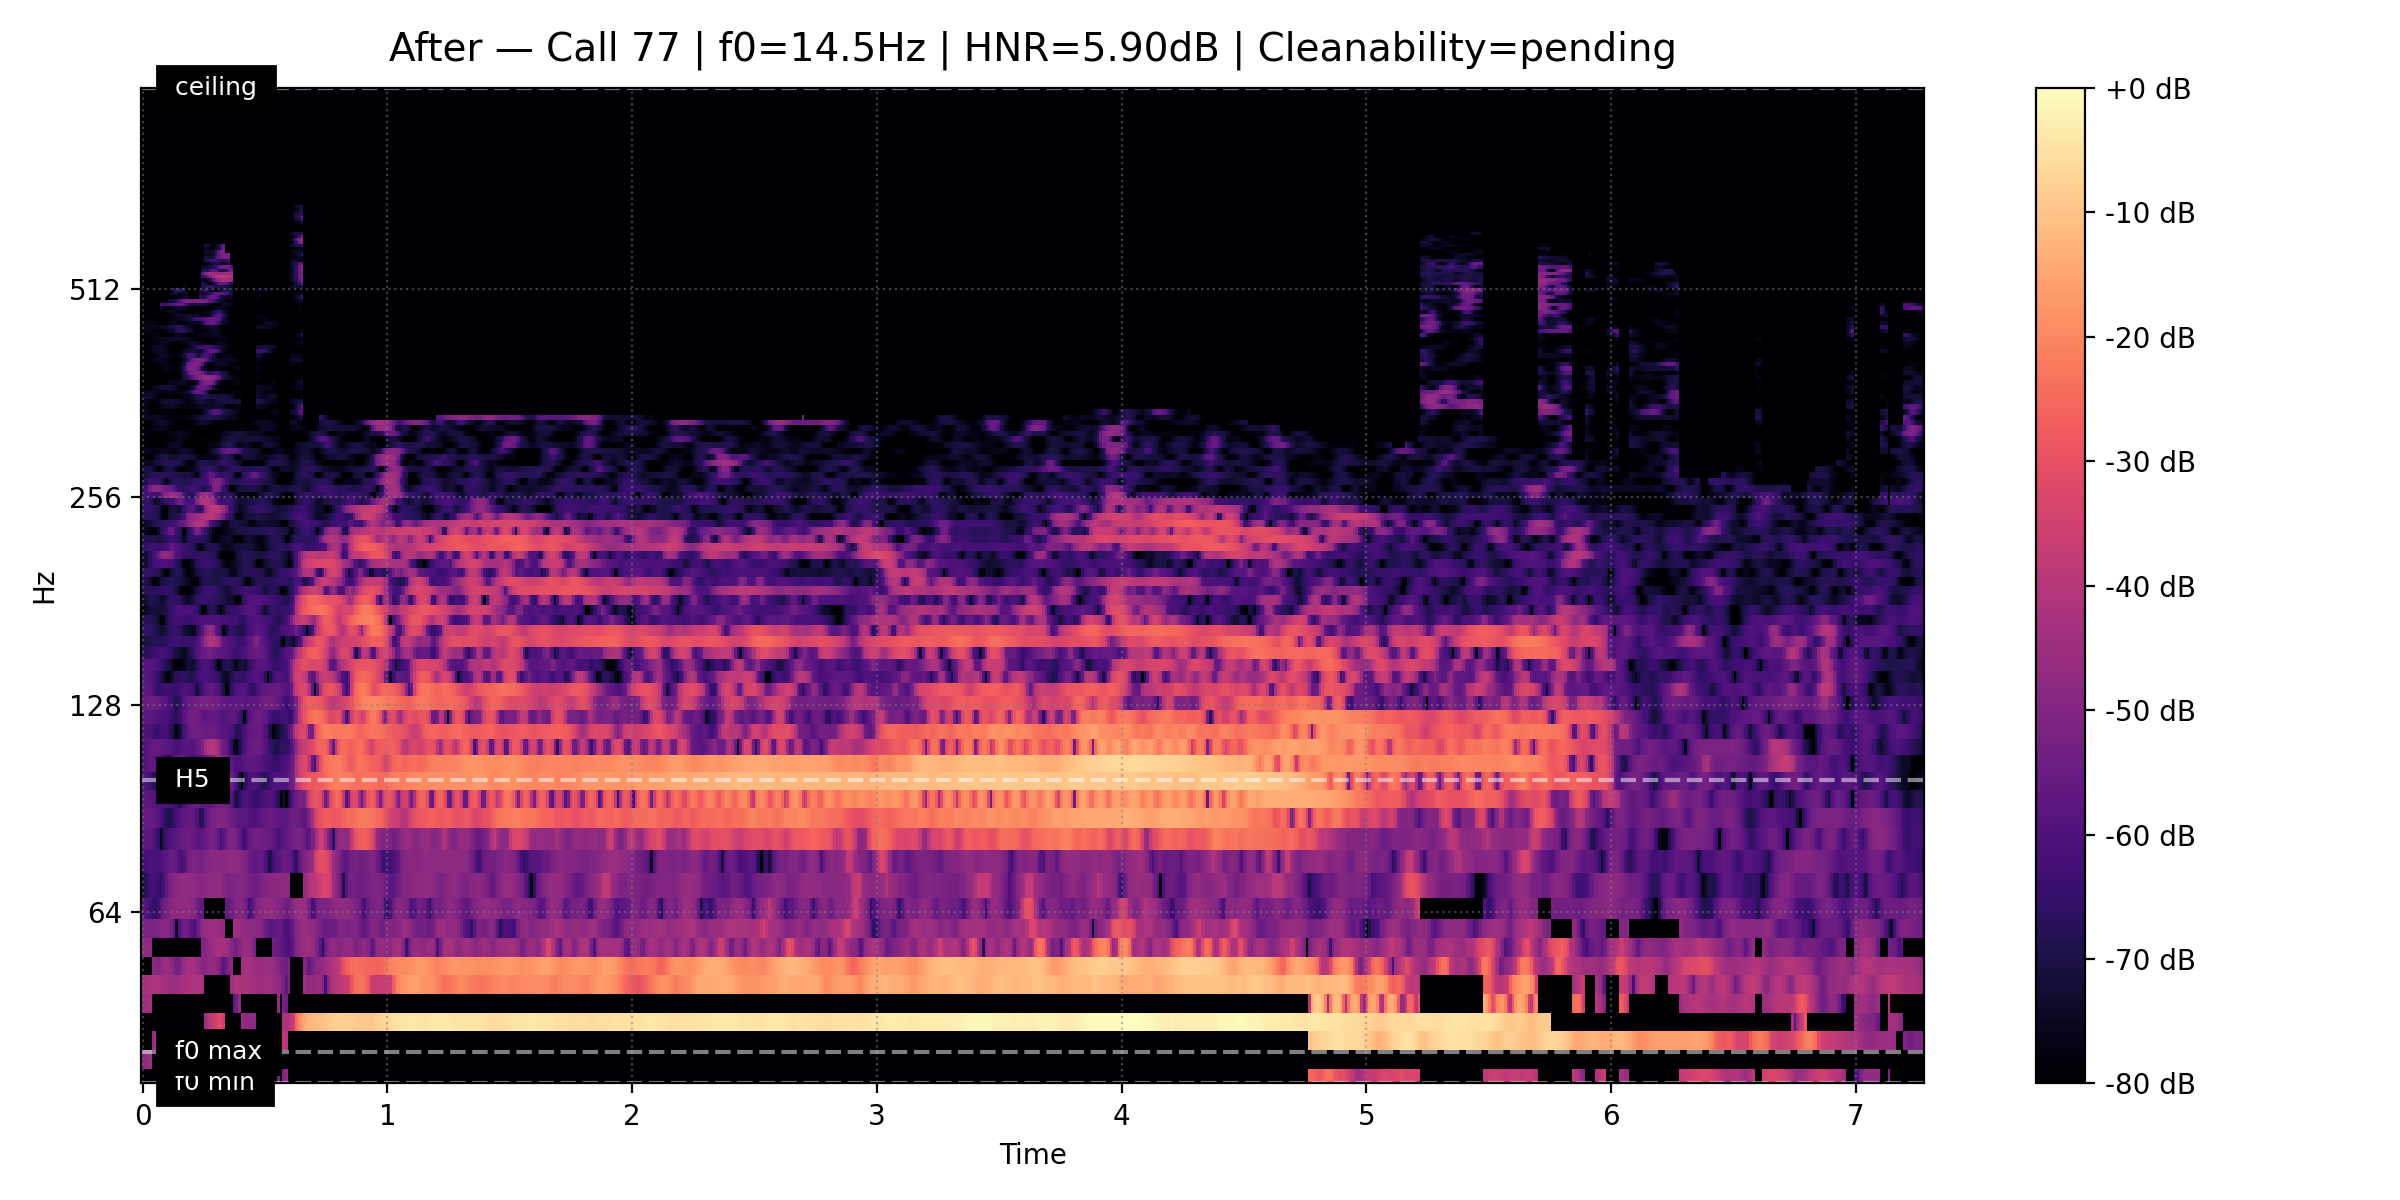 After — Call 77 | f0=14.5Hz | HNR=5.90dB | Cleanability=pending
ceiling
512
256
128
64
Hz
H5
f0 max
f0 min
0 1 2 3 4 5 6 7
Time
+0 dB
-10 dB
-20 dB
-30 dB
-40 dB
-50 dB
-60 dB
-70 dB
-80 dB